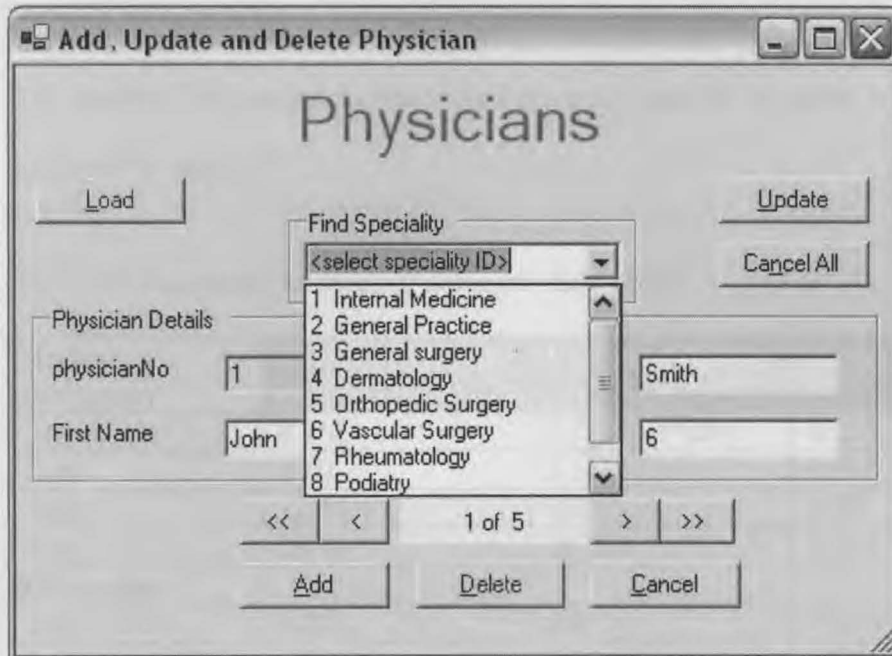 Add, Update and Delete Physician
Physicians
Load
Find Speciality
Update
<select speciality ID>
Cancel All
1 Internal Medicine
2 General Practice
3 General surgery
4 Dermatology
5 Orthopedic Surgery
6 Vascular Surgery
7 Rheumatology
8 Podiatry
Physician Details
physicianNo
1
Smith
First Name
John
6
<<
<
1 of 5
>
>>
Add
Delete
Cancel